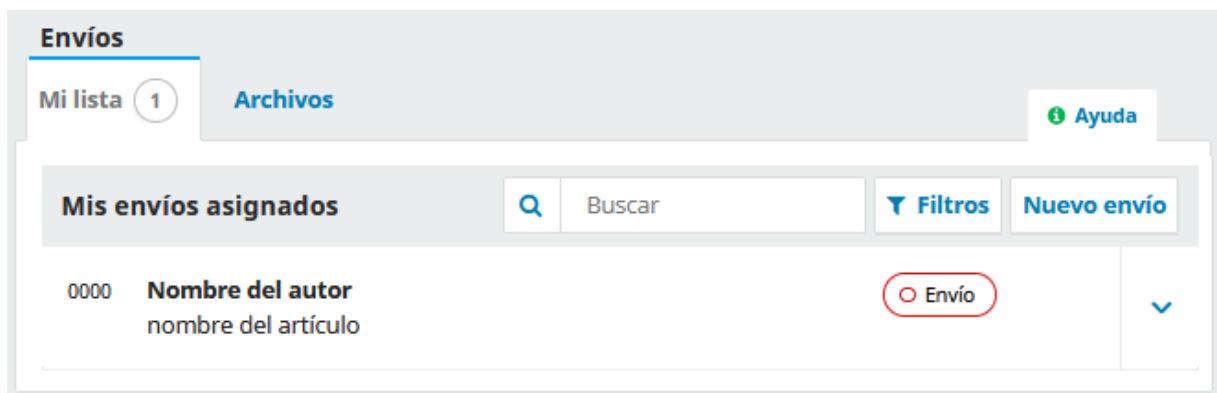 Envíos
Mi lista 1 Archivos
Ayuda
Mis envíos asignados Buscar Filtros Nuevo envío
0000 Nombre del autor Envío
nombre del artículo